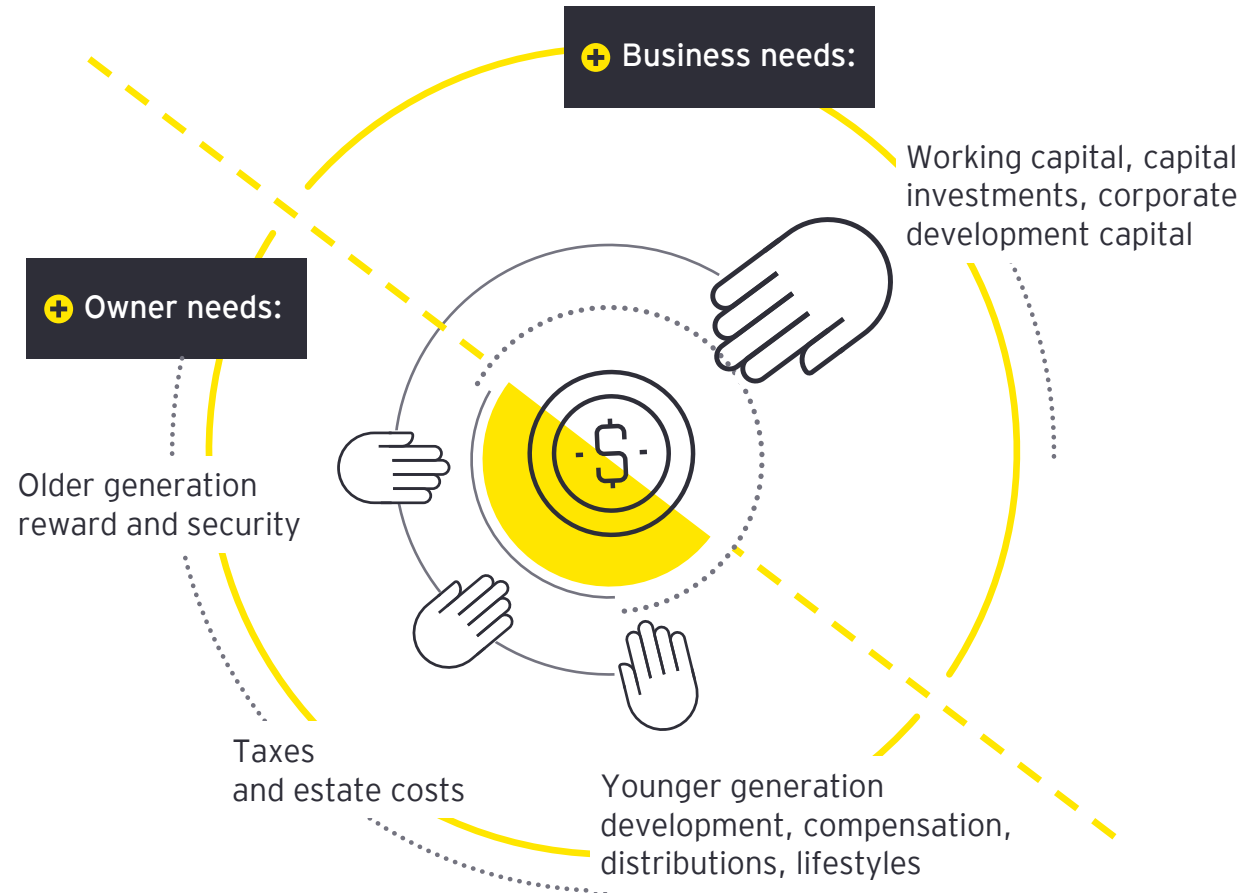 Business needs:
Working capital, capital
investments, corporate
development capital
Owner needs:
$
Older generation
reward and security
Taxes
and estate costs
Younger generation
development, compensation,
distributions, lifestyles